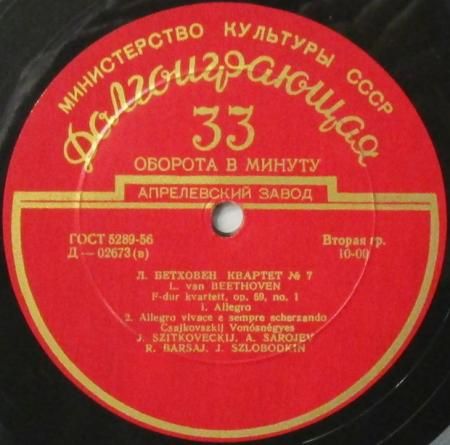 МИНИСТЕРСТВО КУЛЬТУРЫ СССР
Долгоиграющая
33
ОБОРОТА В МИНУТУ
АПРЕЛЕВСКИЙ ЗАВОД
ГОСТ 5289-56
Д — 02673 (в)
Вторая гр.
10-00
Л. БЕТХОВЕН КВАРТЕТ № 7
L. van BEETHOVEN
F-dur kvartett, op. 59, no. 1
1. Allegro
2. Allegro vivace e sempre scherzando
Csajkovszkij Vonósnégyes
J. SZITKOVECKIJ, A. SAROJEV
R. BARSAJ, J. SZLOBODKIN